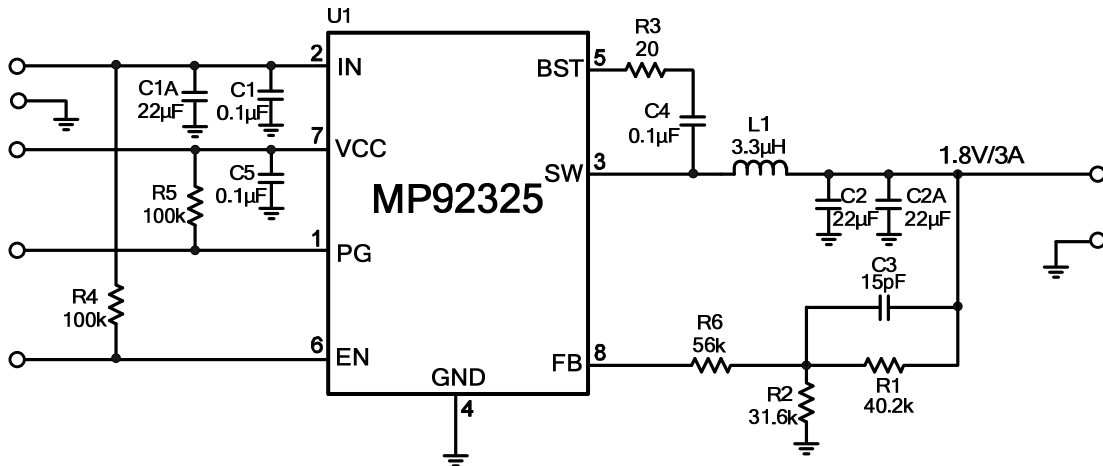 U1
2
IN
C1A
22μF
C1
0.1μF
7
VCC
R5
100k
C5
0.1μF
1
PG
R4
100k
6
EN
MP92325
GND
4
BST
5
R3
20
C4
0.1μF
SW
3
L1
3.3μH
1.8V/3A
C2
22μF
C2A
22μF
C3
15pF
FB
8
R6
56k
R2
31.6k
R1
40.2k